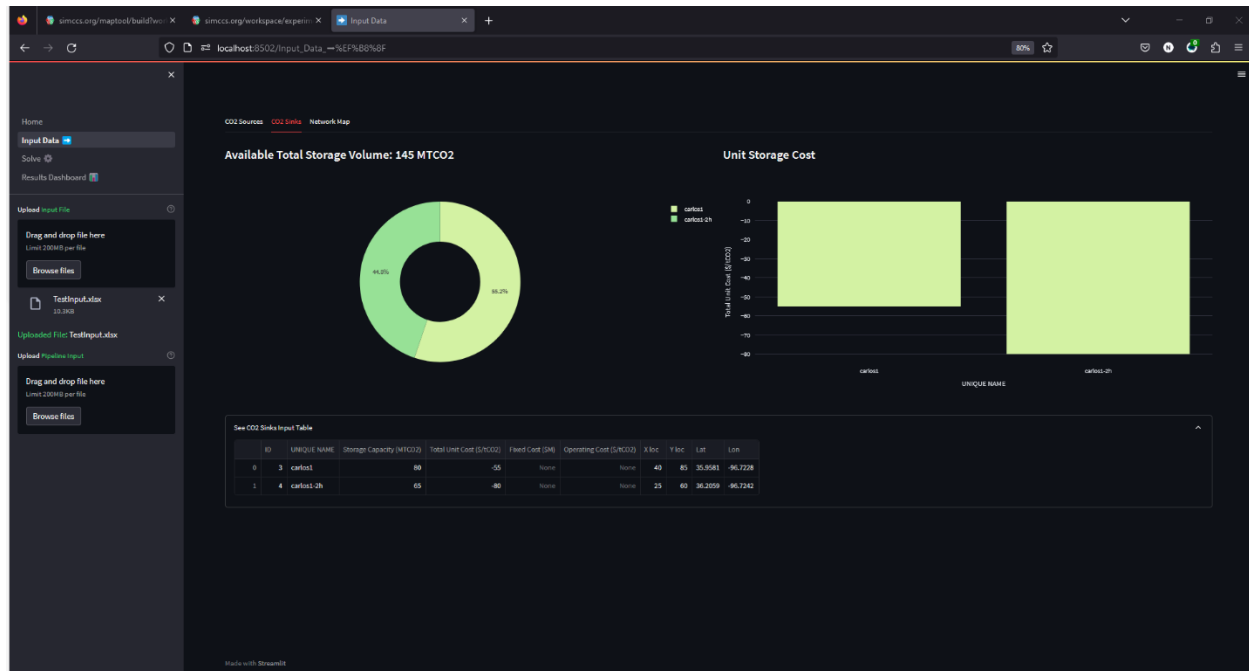 simccs.org/maptool/build?wor
simccs.org/workspace/experim
Input Data
localhost:8502/Input_Data_—%EF%B8%8F
80%
Home
Input Data
Solve
Results Dashboard
Upload Input File
Drag and drop file here
Limit 200MB per file
Browse files
TestInput.xlsx
10.3KB
Uploaded File: TestInput.xlsx
Upload Pipeline Input
Drag and drop file here
Limit 200MB per file
Browse files
CO2 Sources CO2 Sinks Network Map
Available Total Storage Volume: 145 MTCO2
44.8%
55.2%
carlos1
carlos1-2h
Unit Storage Cost
Total Unit Cost ($/tCO2)
0
−10
−20
−30
−40
−50
−60
−70
−80
carlos1 carlos1-2h
UNIQUE NAME
See CO2 Sinks Input Table
ID UNIQUE NAME Storage Capacity (MTCO2) Total Unit Cost ($/tCO2) Fixed Cost ($M) Operating Cost ($/tCO2) X loc Y loc Lat Lon
0 3 carlos1 80 -55 None None 40 85 35.9581 -96.7228
1 4 carlos1-2h 65 -80 None None 25 60 36.2059 -96.7242
Made with Streamlit